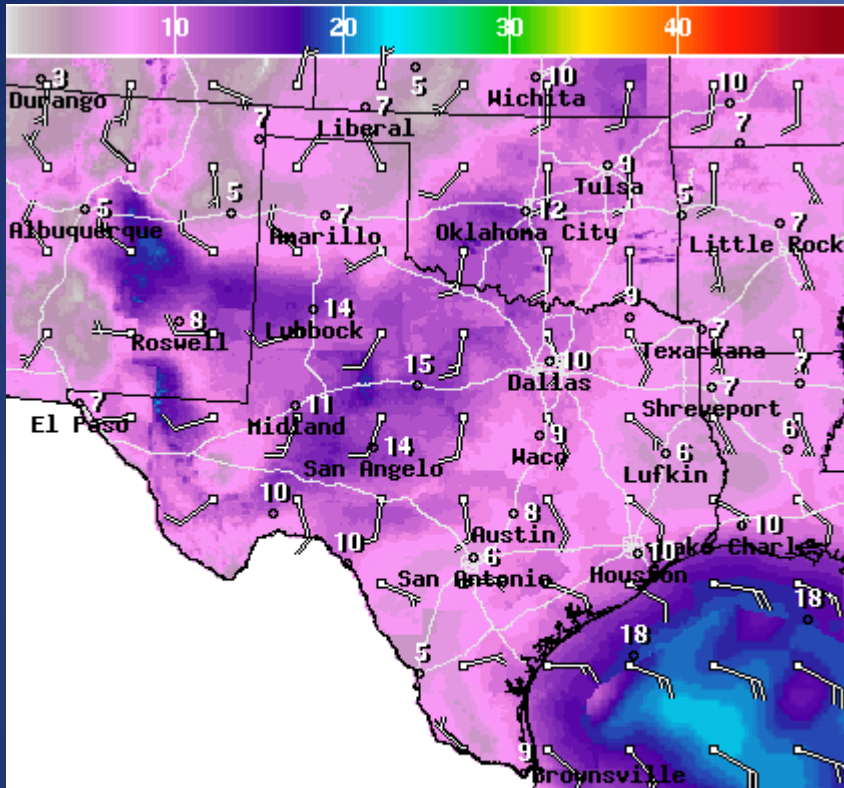 10 20 30 40
3 5 10 10
Durango Wichita
7 7 7
Liberal
9
Tulsa
5 5 7 12 5 7
Albuquerque Amarillo Oklahoma City Little Rock
8 14 9 7
Roswell Lubbock Texarkana
15 10 7 7
Dallas
El Paso 7 11 Shreveport
Midland
14 9 6 6
San Angelo Waco Lufkin
10 8 10
Austin
10 6 10 Lake Charles
San Antonio Houston
18
5 18
9
Brownsville